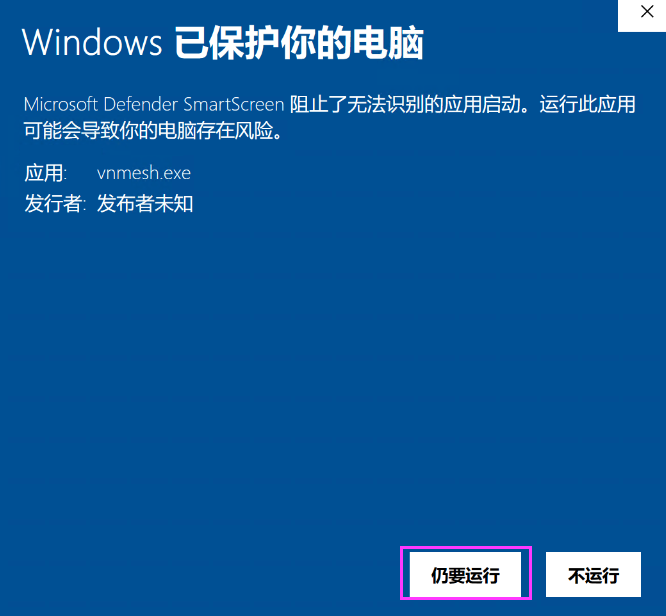 Windows 已保护你的电脑
Microsoft Defender SmartScreen 阻止了无法识别的应用启动。运行此应用
可能会导致你的电脑存在风险。
应用: vnmesh.exe
发行者: 发布者未知
仍要运行 不运行